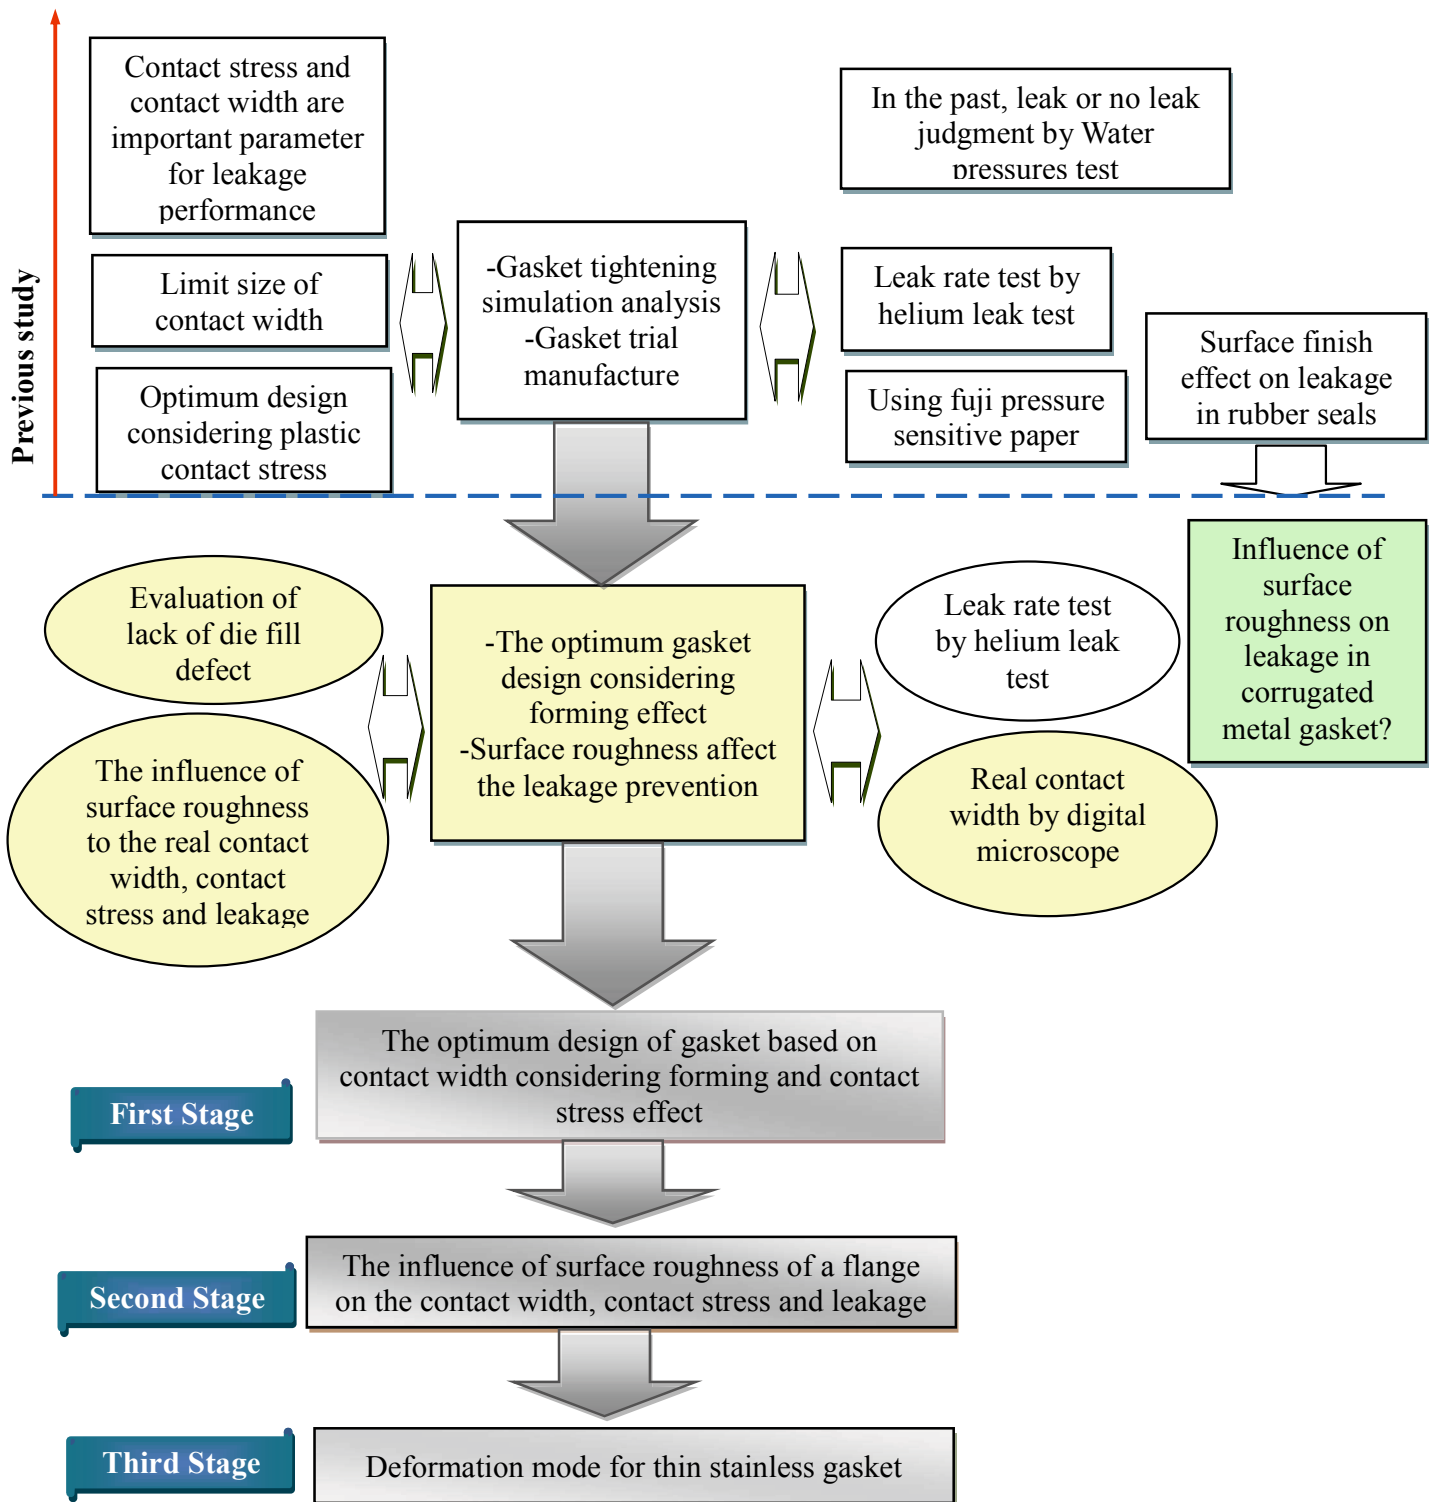 Previous study
Contact stress and
contact width are
important parameter
for leakage
performance
Limit size of
contact width
Optimum design
considering plastic
contact stress
-Gasket tightening
simulation analysis
-Gasket trial
manufacture
In the past, leak or no leak
judgment by Water
pressures test
Leak rate test by
helium leak test
Using fuji pressure
sensitive paper
Surface finish
effect on leakage
in rubber seals
Evaluation of
lack of die fill
defect
The influence of
surface roughness
to the real contact
width, contact
stress and leakage
-The optimum gasket
design considering
forming effect
-Surface roughness affect
the leakage prevention
Leak rate test
by helium leak
test
Real contact
width by digital
microscope
Influence of
surface
roughness on
leakage in
corrugated
metal gasket?
First Stage
The optimum design of gasket based on
contact width considering forming and contact
stress effect
Second Stage
The influence of surface roughness of a flange
on the contact width, contact stress and leakage
Third Stage
Deformation mode for thin stainless gasket